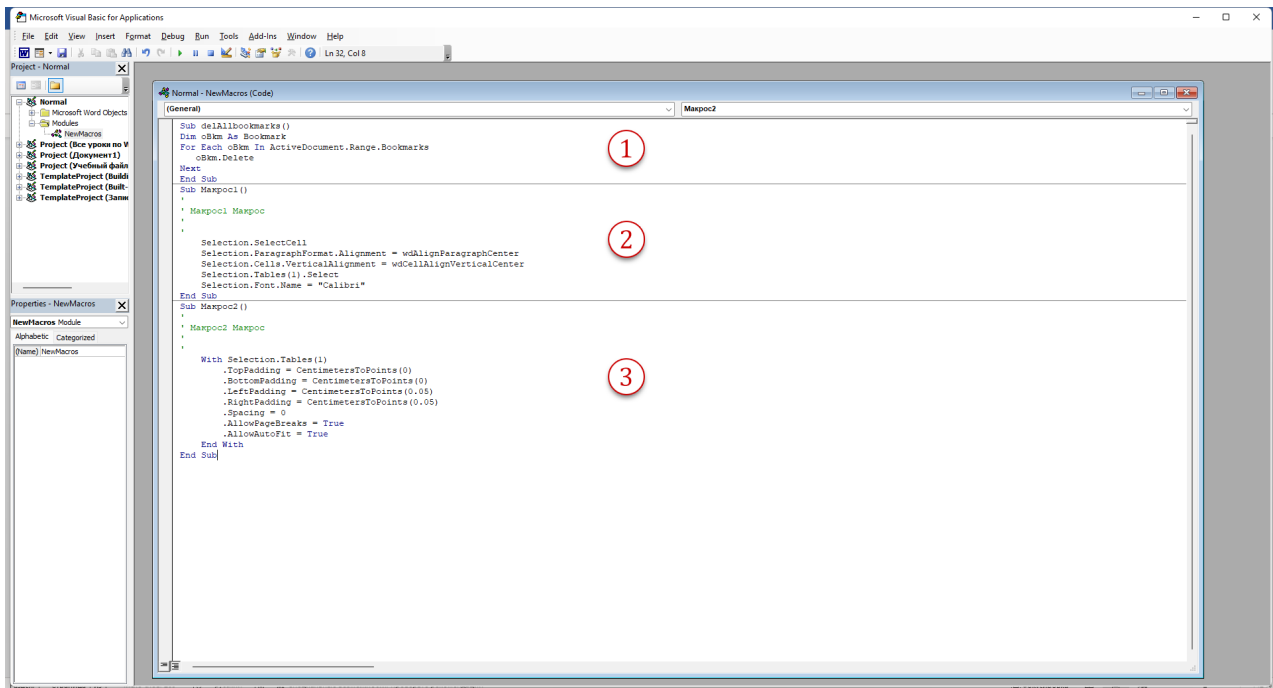 Microsoft Visual Basic for Applications
File Edit View Insert Format Debug Run Tools Add-Ins Window Help
Ln 32, Col 8
Project - Normal
Normal
Microsoft Word Objects
Modules
NewMacros
Project (Все уроки по W
Project (Документ1)
Project (Учебный файл
TemplateProject (Buildi
TemplateProject (Built-
TemplateProject (Запи
Properties - NewMacros
NewMacros Module
Alphabetic Categorized
(Name) NewMacros
Normal - NewMacros (Code)
(General) Макрос2
Sub delAllbookmarks()
Dim oBkm As Bookmark
For Each oBkm In ActiveDocument.Range.Bookmarks
oBkm.Delete
Next
End Sub
1
Sub Макрос1()
'
' Макрос1 Макрос
'
'
Selection.SelectCell
Selection.ParagraphFormat.Alignment = wdAlignParagraphCenter
Selection.Cells.VerticalAlignment = wdCellAlignVerticalCenter
Selection.Tables(1).Select
Selection.Font.Name = "Calibri"
End Sub
2
Sub Макрос2()
'
' Макрос2 Макрос
'
'
With Selection.Tables(1)
.TopPadding = CentimetersToPoints(0)
.BottomPadding = CentimetersToPoints(0)
.LeftPadding = CentimetersToPoints(0.05)
.RightPadding = CentimetersToPoints(0.05)
.Spacing = 0
.AllowPageBreaks = True
.AllowAutoFit = True
End With
End Sub
3